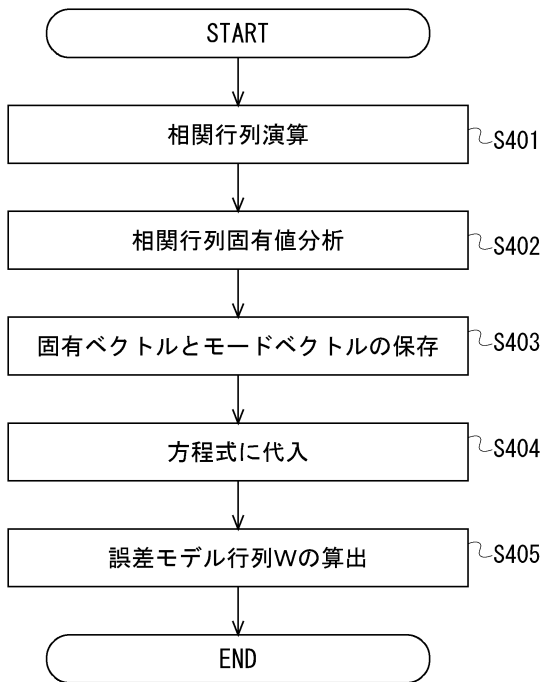 START
相関行列演算
S401
相関行列固有値分析
S402
固有ベクトルとモードベクトルの保存
S403
方程式に代入
S404
誤差モデル行列Wの算出
S405
END